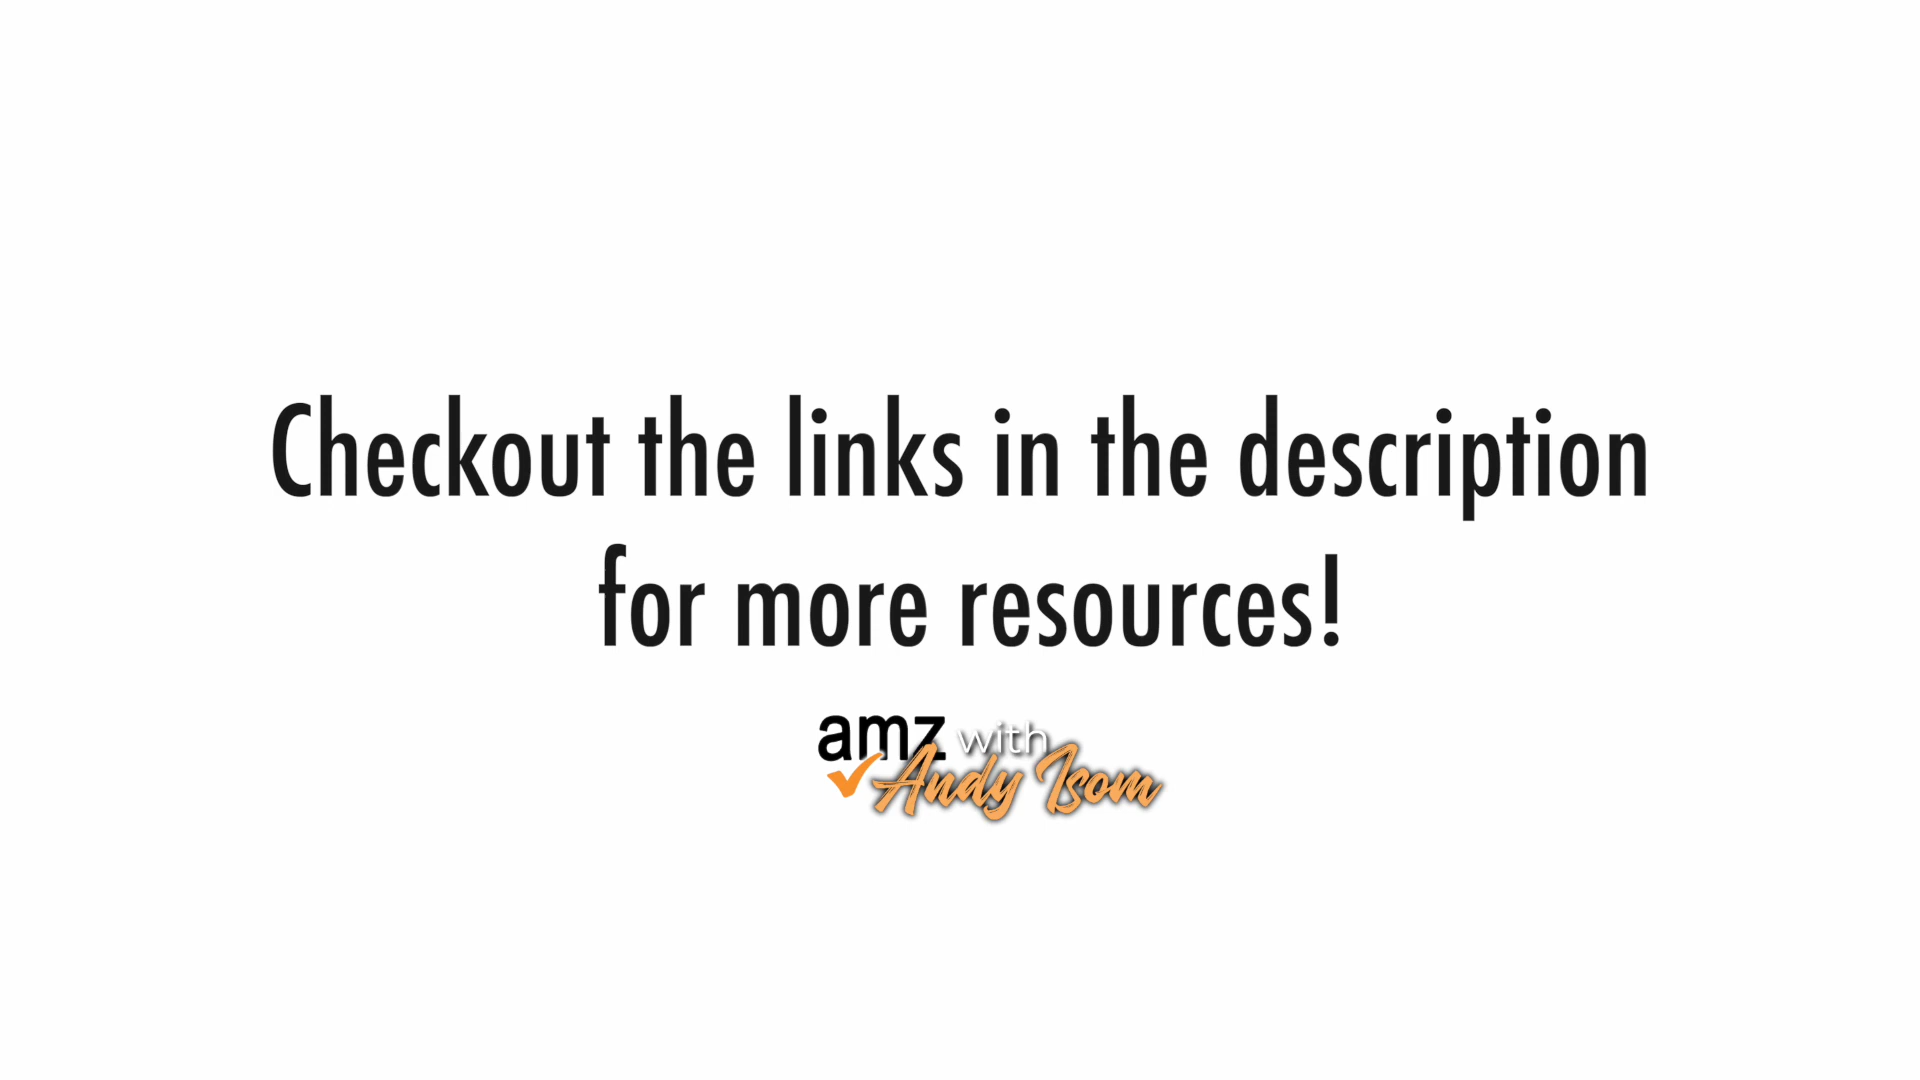 Checkout the links in the description
for more resources!
amz with
Andy Isom